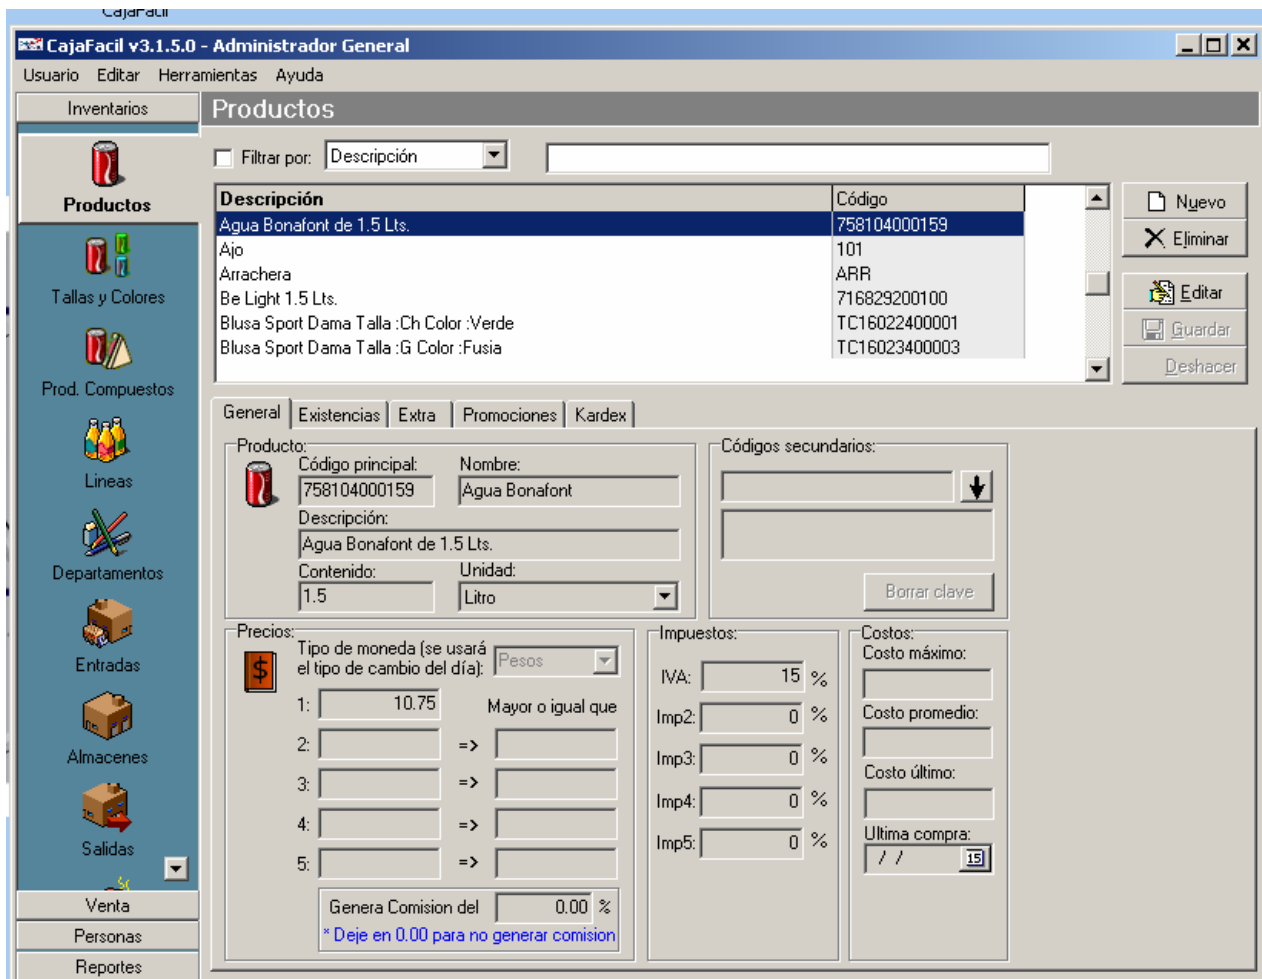 CajaFacil
CajaFacil v3.1.5.0 - Administrador General
Usuario Editar Herramientas Ayuda
Inventarios
Productos
Tallas y Colores
Prod. Compuestos
Lineas
Departamentos
Entradas
Almacenes
Salidas
Venta
Personas
Reportes
Productos
Filtrar por: Descripción
Descripción Código
Agua Bonafont de 1.5 Lts. 758104000159
Ajo 101
Arrachera ARR
Be Light 1.5 Lts. 716829200100
Blusa Sport Dama Talla :Ch Color :Verde TC16022400001
Blusa Sport Dama Talla :G Color :Fusia TC16023400003
Nuevo
Eliminar
Editar
Guardar
Deshacer
General Existencias Extra Promociones Kardex
Producto:
Código principal: Nombre:
758104000159 Agua Bonafont
Descripción:
Agua Bonafont de 1.5 Lts.
Contenido: Unidad:
1.5 Litro
Códigos secundarios:
Borrar clave
Precios:
Tipo de moneda (se usará
el tipo de cambio del día): Pesos
1: 10.75 Mayor o igual que
2: =>
3: =>
4: =>
5: =>
Genera Comision del 0.00 %
* Deje en 0.00 para no generar comision
Impuestos:
IVA: 15 %
Imp2: 0 %
Imp3: 0 %
Imp4: 0 %
Imp5: 0 %
Costos:
Costo máximo:
Costo promedio:
Costo último:
Ultima compra:
/ / 15